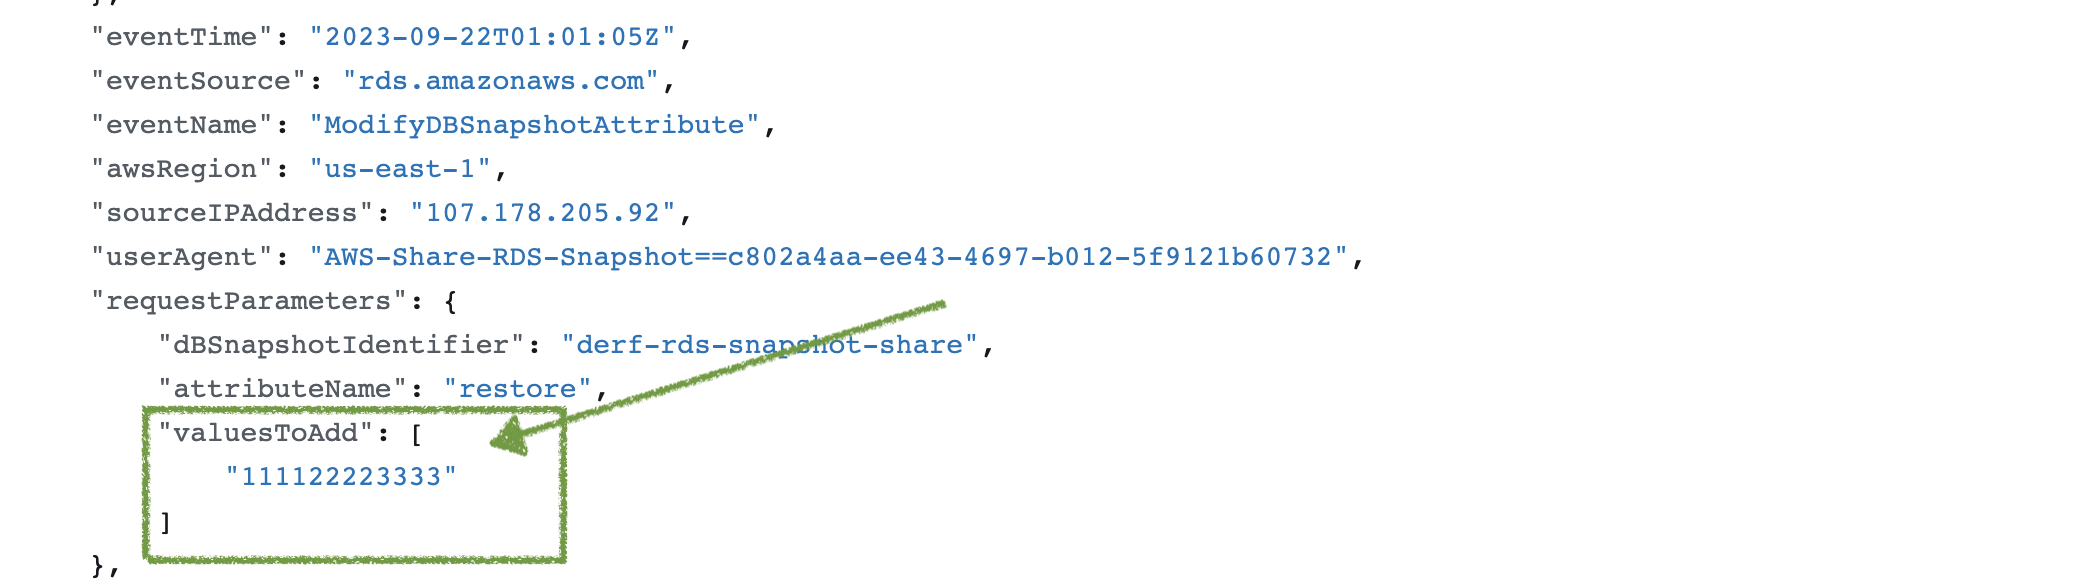 },
"eventTime": "2023-09-22T01:01:05Z",
"eventSource": "rds.amazonaws.com",
"eventName": "ModifyDBSnapshotAttribute",
"awsRegion": "us-east-1",
"sourceIPAddress": "107.178.205.92",
"userAgent": "AWS-Share-RDS-Snapshot==c802a4aa-ee43-4697-b012-5f9121b60732",
"requestParameters": {
    "dBSnapshotIdentifier": "derf-rds-snapshot-share",
    "attributeName": "restore",
    "valuesToAdd": [
        "111122223333"
    ]
},